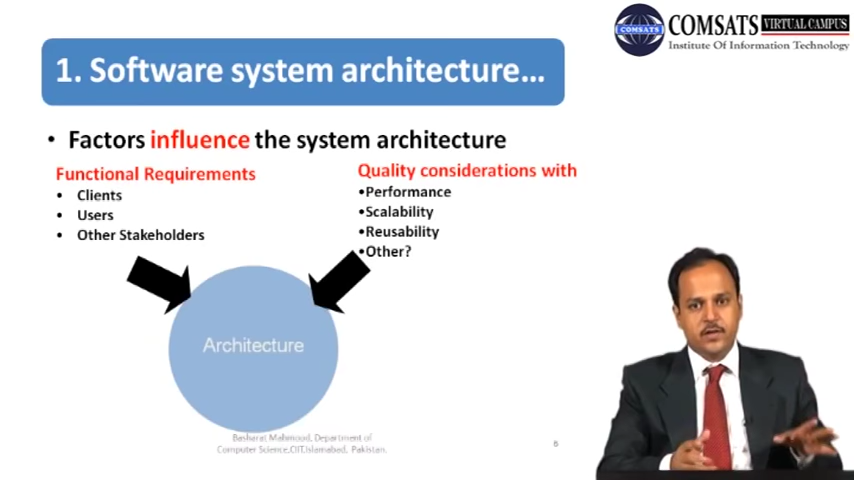 COMSATS VIRTUAL CAMPUS
COMSATS
Institute Of Information Technology
1. Software system architecture...
• Factors influence the system architecture
Functional Requirements
• Clients
• Users
• Other Stakeholders
Quality considerations with
•Performance
•Scalability
•Reusability
•Other?
Architecture
Basharat Mahmood, Department of
Computer Science,CIIT,Islamabad, Pakistan.
6